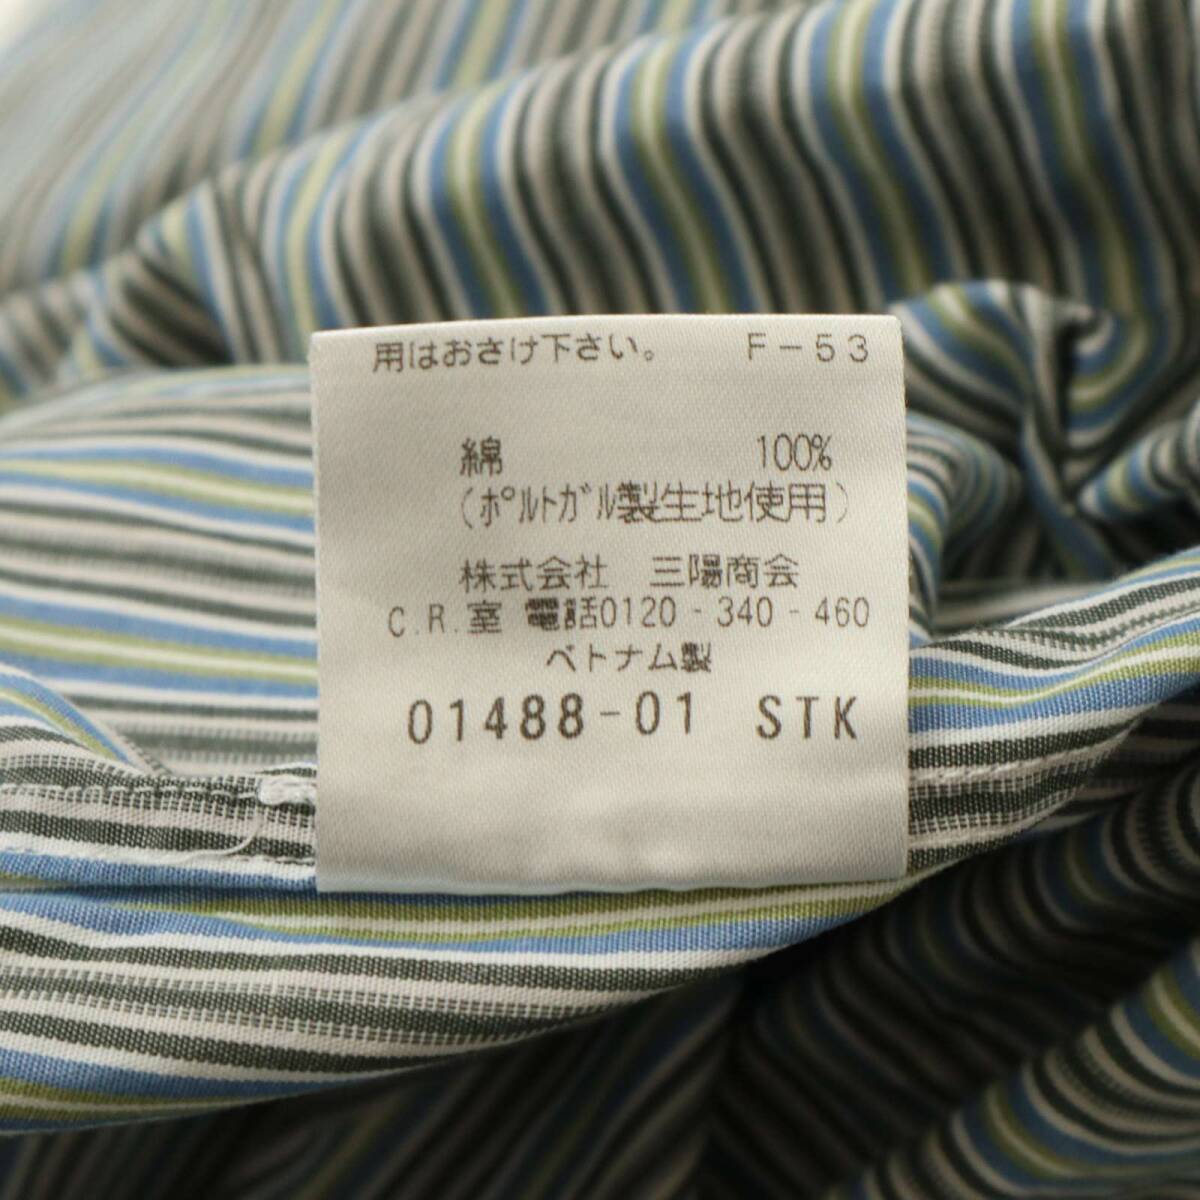 用はおさけ下さい。 F-53
綿 100%
(ポルトガル製生地使用)
株式会社 三陽商会
C.R.室 電話0120-340-460
ベトナム製
01488-01 STK